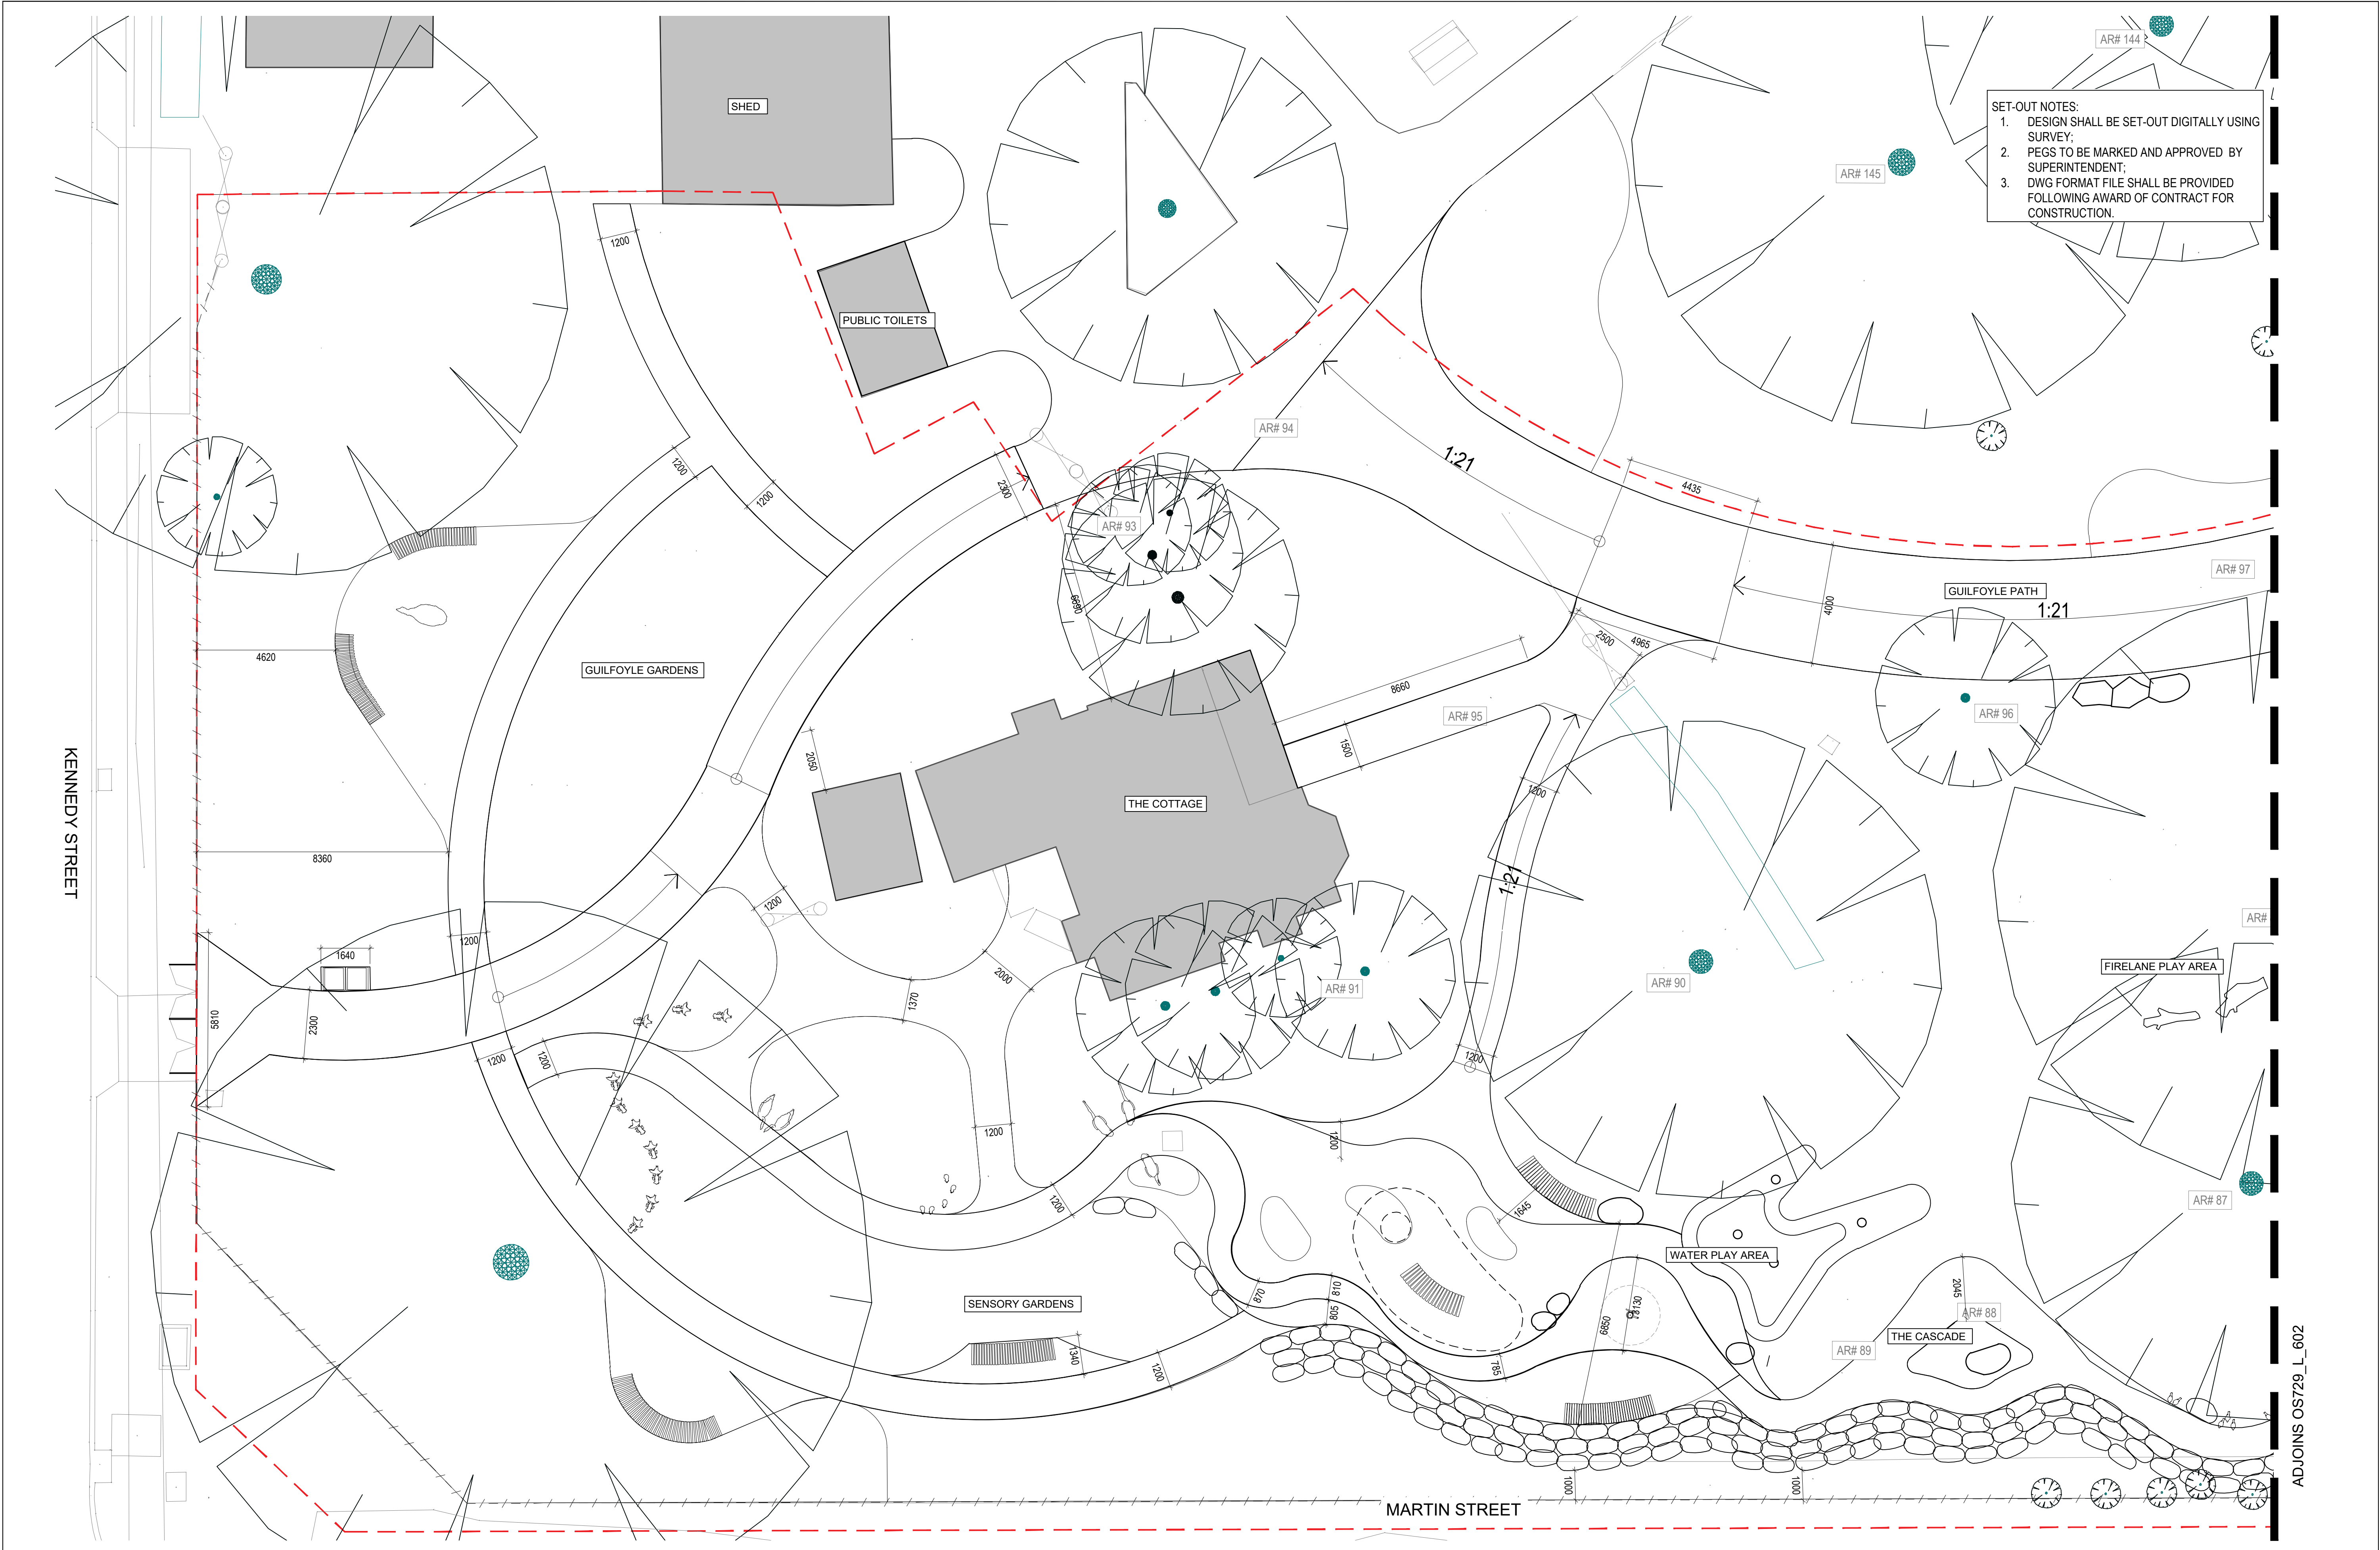 AR# 144
SET-OUT NOTES:
1. DESIGN SHALL BE SET-OUT DIGITALLY USING
SURVEY;
2. PEGS TO BE MARKED AND APPROVED BY
SUPERINTENDENT;
3. DWG FORMAT FILE SHALL BE PROVIDED
FOLLOWING AWARD OF CONTRACT FOR
CONSTRUCTION.
SHED
AR# 145
1200
PUBLIC TOILETS
AR# 94
1:21
1200
1200
2300
4435
AR# 93
AR# 97
GUILFOYLE PATH
1:21
6690
4000
2500
4965
4620
GUILFOYLE GARDENS
8660
AR# 95
AR# 96
1500
2050
KENNEDY STREET
THE COTTAGE
1200
8360
1:21
1200
AR#
1200
1640
FIRELANE PLAY AREA
2000
AR# 90
AR# 91
1370
5810
2300
1200
1200
1200
1200
1200
1200
AR# 87
1645
WATER PLAY AREA
SENSORY GARDENS
870
810
805
6850
3130
2045
AR# 88
THE CASCADE
AR# 89
1340
1200
785
ADJOINS OS729_L_602
1000
1000
MARTIN STREET